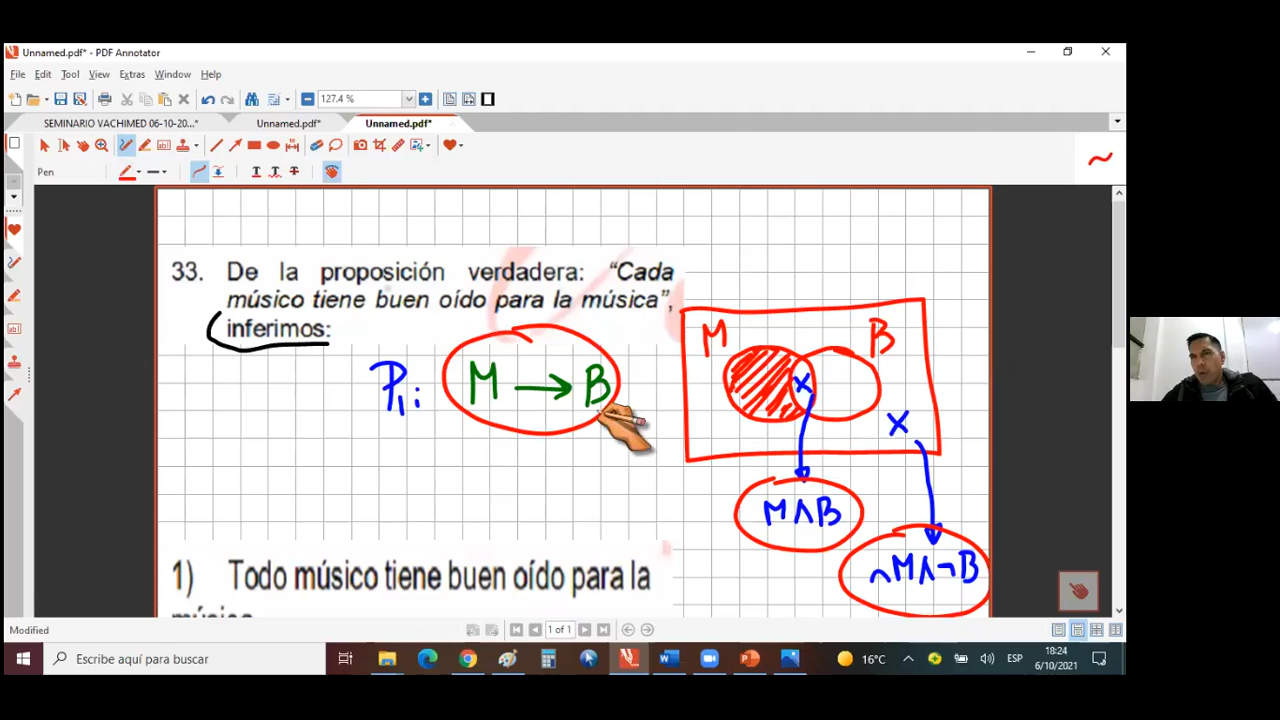 Unnamed.pdf* - PDF Annotator
File Edit Tool View Extras Window Help
127.4 %
SEMINARIO VACHIMED 06-10-20...*
Unnamed.pdf*
Unnamed.pdf*
Pen
33. De la proposición verdadera: “Cada
músico tiene buen oído para la música”,
inferimos:
P1: M → B
M B
X
X
M∧B
¬M∧¬B
1) Todo músico tiene buen oído para la
música.
Modified
1 of 1
Escribe aquí para buscar
16°C
ESP
18:24
6/10/2021